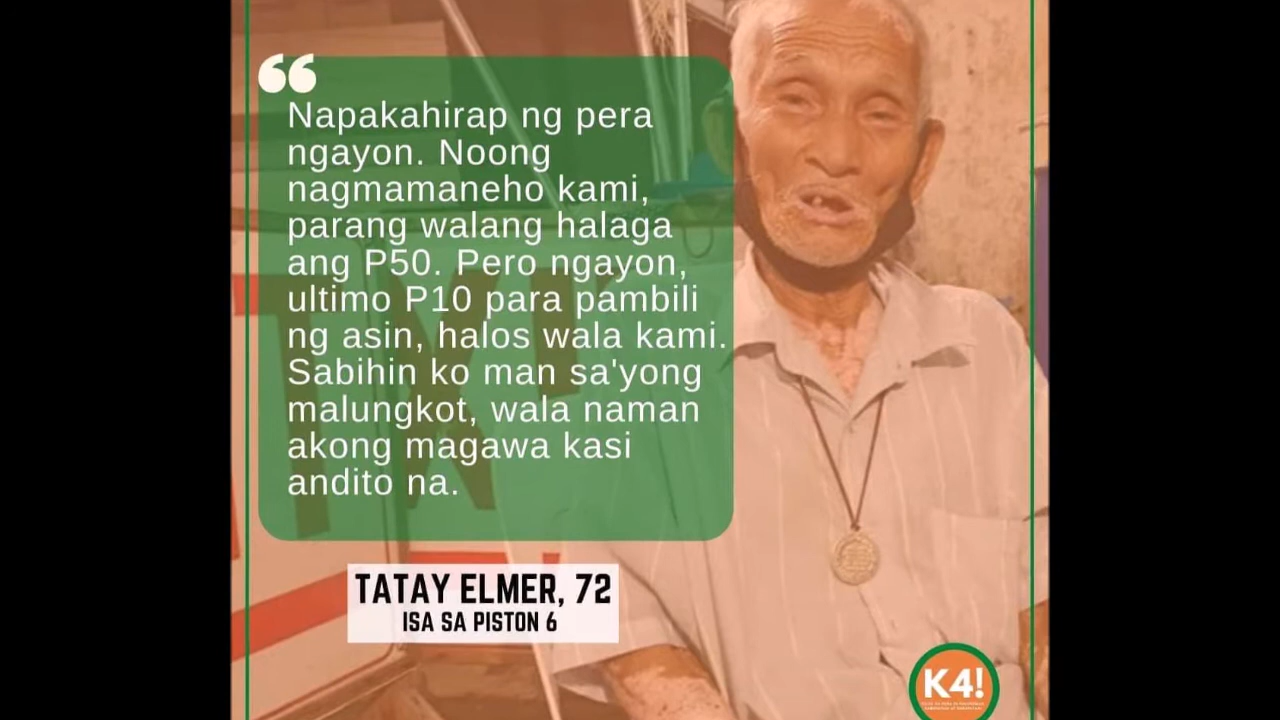 “
Napakahirap ng pera
ngayon. Noong
nagmamaneho kami,
parang walang halaga
ang P50. Pero ngayon,
ultimo P10 para pambili
ng asin, halos wala kami.
Sabihin ko man sa'yong
malungkot, wala naman
akong magawa kasi
andito na.
TATAY ELMER, 72
ISA SA PISTON 6
K4!